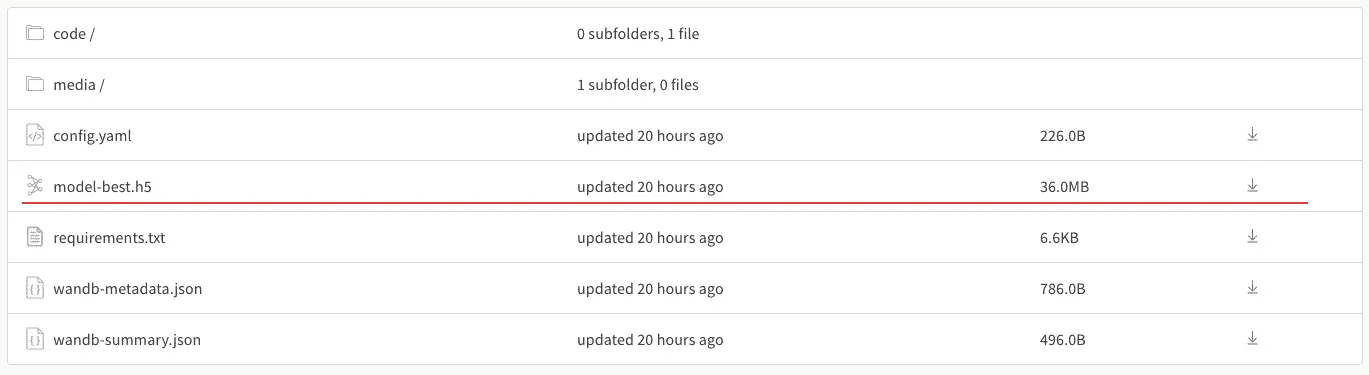 code / 0 subfolders, 1 file
media / 1 subfolder, 0 files
config.yaml updated 20 hours ago 226.0B
model-best.h5 updated 20 hours ago 36.0MB
requirements.txt updated 20 hours ago 6.6KB
wandb-metadata.json updated 20 hours ago 786.0B
wandb-summary.json updated 20 hours ago 496.0B